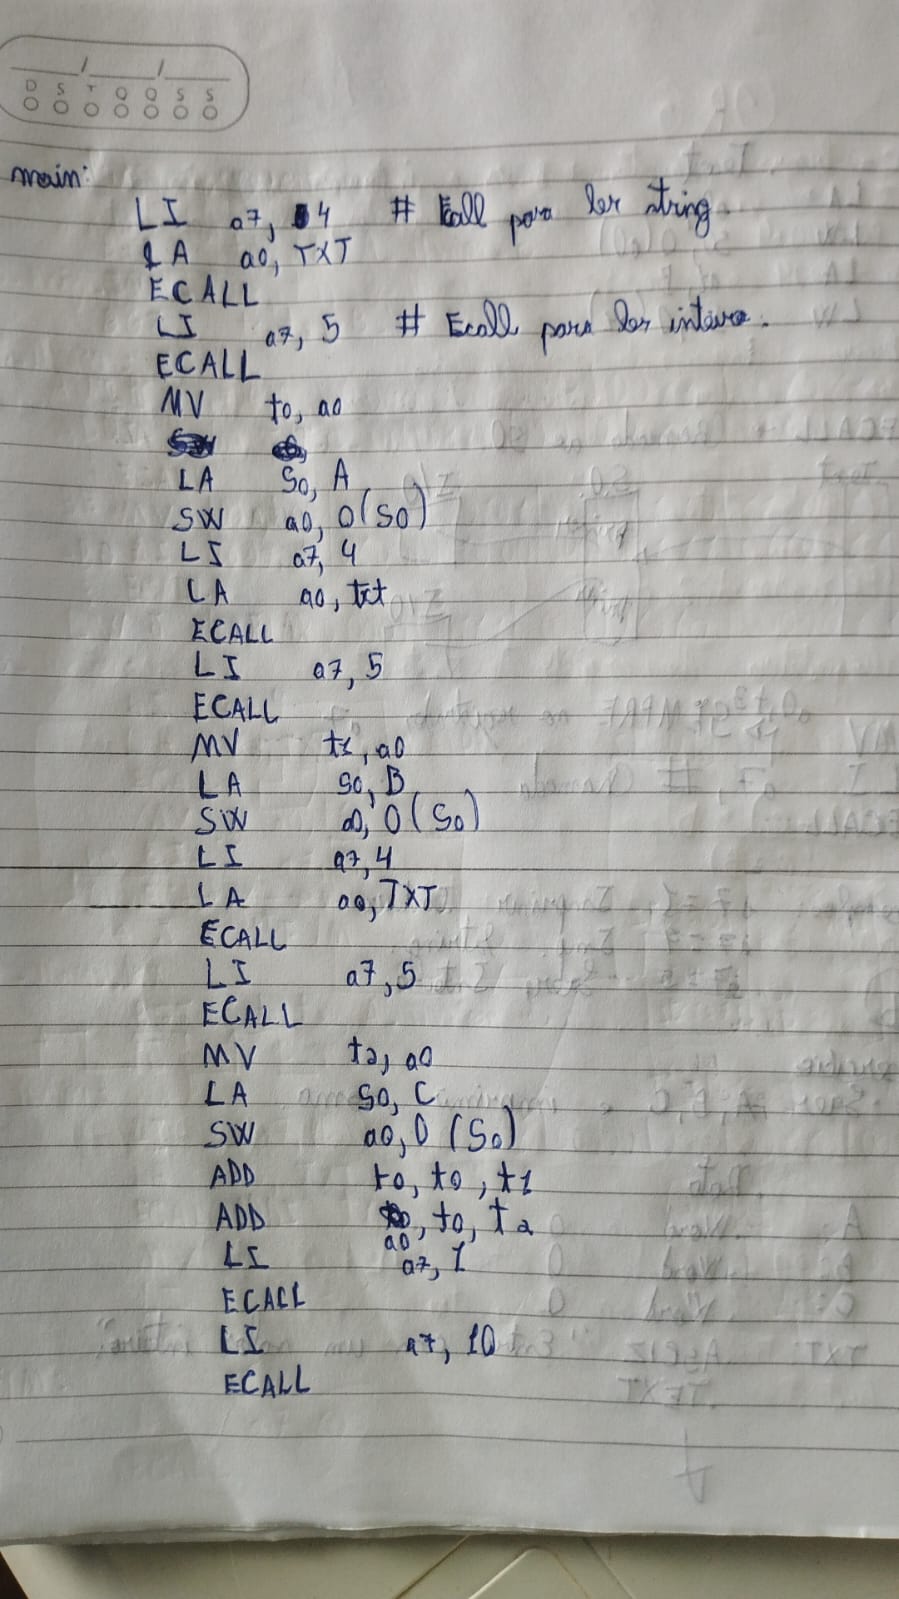 D S T Q Q S S
main:
LI a7, 4 # Ecall para ler string.
LA a0, TXT
ECALL
LI a7, 5 # Ecall para ler inteiro.
ECALL
MV t0, a0
LA S0, A
SW a0, 0(S0)
LI a7, 4
LA a0, txt
ECALL
LI a7, 5
ECALL
MV t1, a0
LA S0, B
SW a0, 0(S0)
LI a7, 4
LA a0, TXT
ECALL
LI a7, 5
ECALL
MV t2, a0
LA S0, C
SW a0, 0(S0)
ADD t0, t0, t1
ADD a0, t0, t2
LI a7, 1
ECALL
LI a7, 10
ECALL